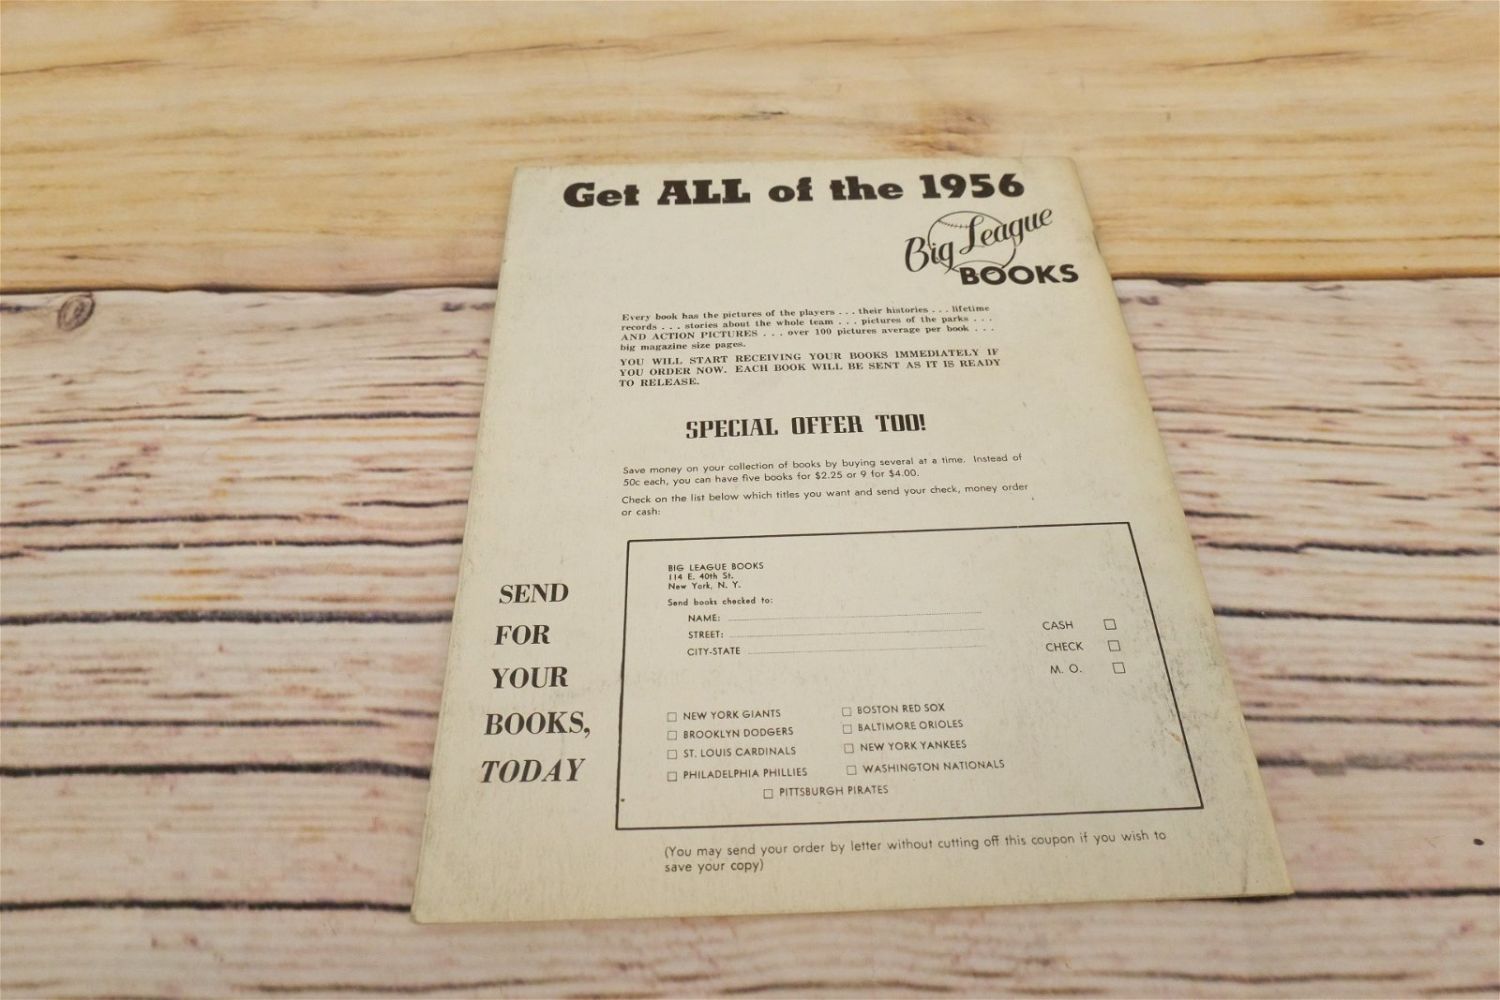 Get ALL of the 1956
Big League
BOOKS
Every book has the pictures of the players . . . their histories . . . lifetime
records . . . stories about the whole team . . . pictures of the parks . . .
AND ACTION PICTURES . . . over 100 pictures average per book . . .
big magazine size pages.
YOU WILL START RECEIVING YOUR BOOKS IMMEDIATELY IF
YOU ORDER NOW. EACH BOOK WILL BE SENT AS IT IS READY
TO RELEASE.
SPECIAL OFFER TOO!
Save money on your collection of books by buying several at a time. Instead of
50c each, you can have five books for $2.25 or 9 for $4.00.
Check on the list below which titles you want and send your check, money order
or cash:
SEND
FOR
YOUR
BOOKS,
TODAY
BIG LEAGUE BOOKS
114 E. 40th St.
New York, N. Y.
Send books checked to:
NAME:
STREET:
CITY-STATE
CASH
CHECK
M. O.
NEW YORK GIANTS
BROOKLYN DODGERS
ST. LOUIS CARDINALS
PHILADELPHIA PHILLIES
BOSTON RED SOX
BALTIMORE ORIOLES
NEW YORK YANKEES
WASHINGTON NATIONALS
PITTSBURGH PIRATES
(You may send your order by letter without cutting off this coupon if you wish to
save your copy)